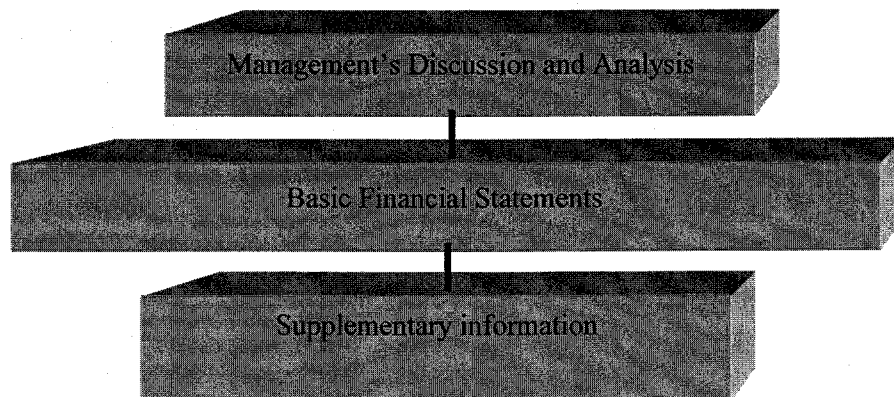 Management's Discussion and Analysis
Basic Financial Statements
Supplementary information